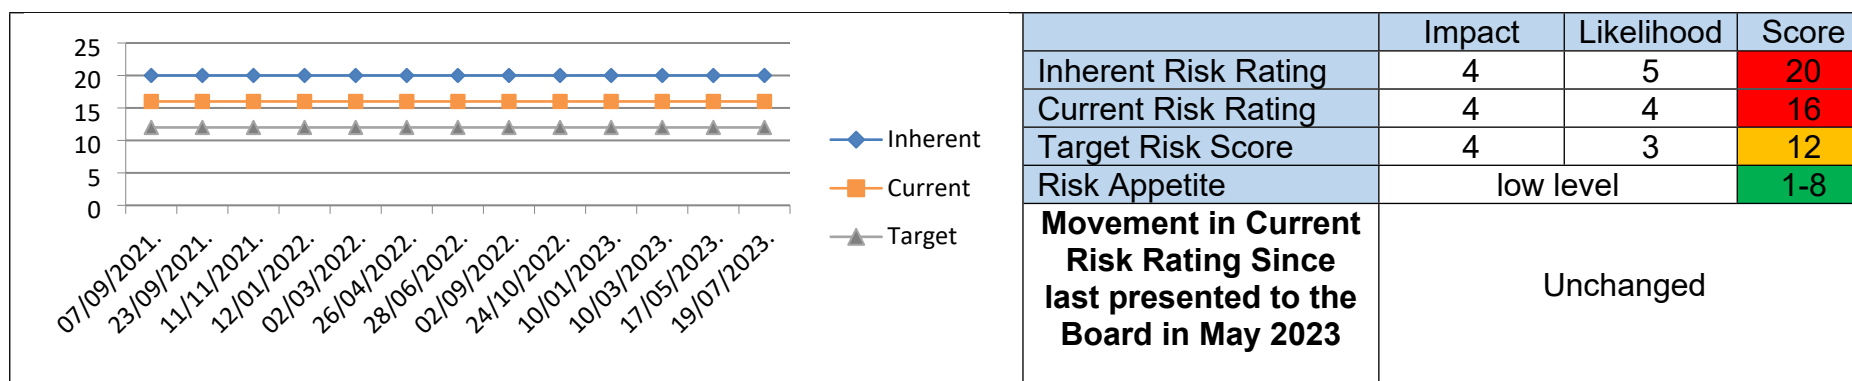 25
20
15
10
5
0
07/09/2021.
23/09/2021.
11/11/2021.
12/01/2022.
02/03/2022.
26/04/2022.
28/06/2022.
02/09/2022.
24/10/2022.
10/01/2023.
10/03/2023.
17/05/2023.
19/07/2023.
Inherent
Current
Target
Impact Likelihood Score
Inherent Risk Rating 4 5 20
Current Risk Rating 4 4 16
Target Risk Score 4 3 12
Risk Appetite low level 1-8
Movement in Current
Risk Rating Since
last presented to the
Board in May 2023
Unchanged